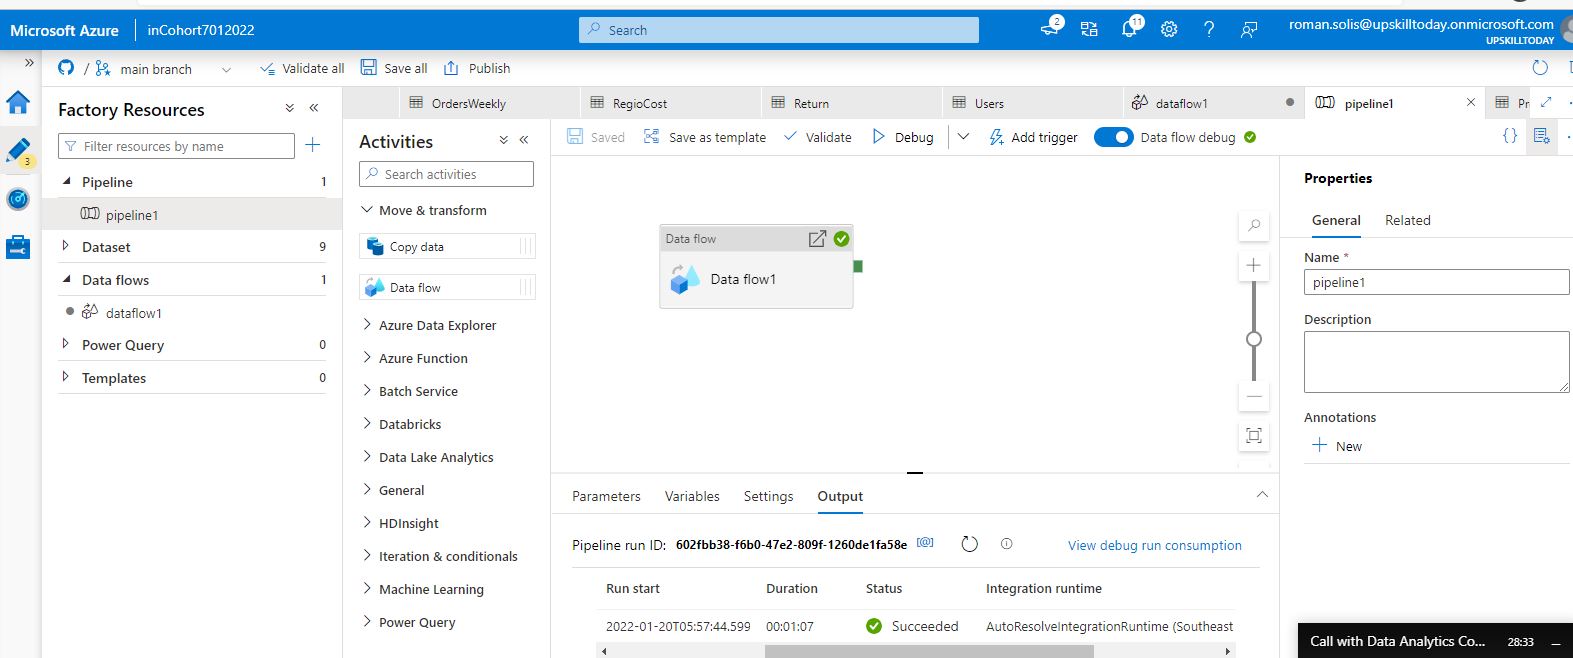 Microsoft Azure
inCohort7012022
Search
2
11
roman.solis@upskilltoday.onmicrosoft.com
UPSKILLTODAY
/ main branch
Validate all
Save all
Publish
Factory Resources
Filter resources by name
3
Pipeline 1
pipeline1
Dataset 9
Data flows 1
dataflow1
Power Query 0
Templates 0
OrdersWeekly
RegioCost
Return
Users
dataflow1
pipeline1
Activities
Search activities
Move & transform
Copy data
Data flow
Azure Data Explorer
Azure Function
Batch Service
Databricks
Data Lake Analytics
General
HDInsight
Iteration & conditionals
Machine Learning
Power Query
Saved
Save as template
Validate
Debug
Add trigger
Data flow debug
Data flow
Data flow1
Parameters
Variables
Settings
Output
Pipeline run ID: 602fbb38-f6b0-47e2-809f-1260de1fa58e [@]
View debug run consumption
Run start Duration Status Integration runtime
2022-01-20T05:57:44.599 00:01:07 Succeeded AutoResolveIntegrationRuntime (Southeast
{}
Properties
General
Related
Name *
pipeline1
Description
Annotations
New
Call with Data Analytics Co... 28:33